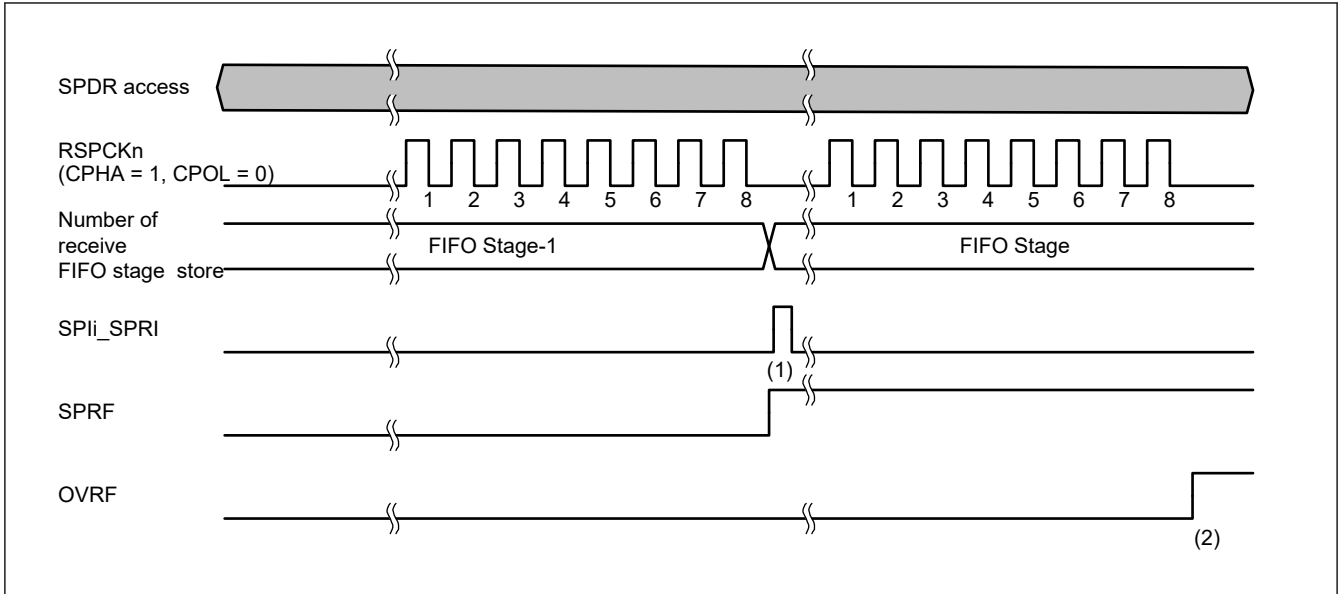 SPDR access
RSPCKn
(CPHA = 1, CPOL = 0)
1 2 3 4 5 6 7 8 1 2 3 4 5 6 7 8
Number of
receive
FIFO stage store
FIFO Stage-1 FIFO Stage
SPIi_SPRI
(1)
SPRF
OVRF
(2)